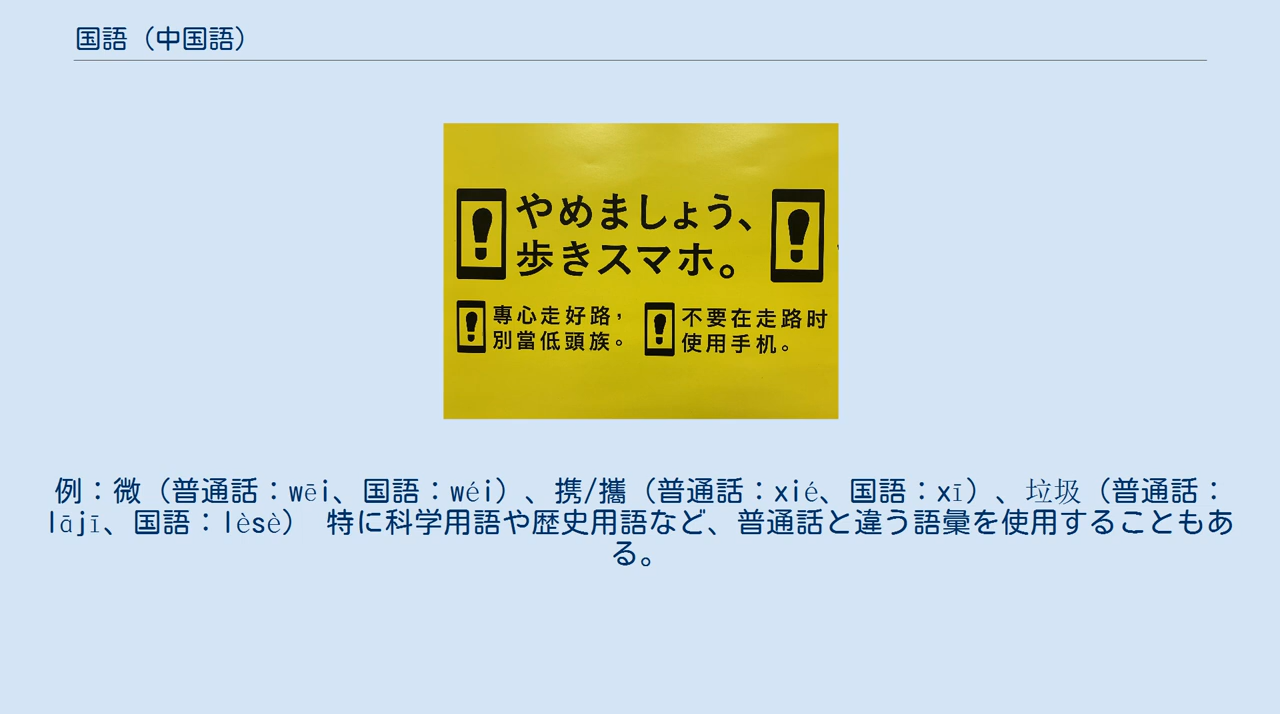 国語（中国語）
やめましょう、
歩きスマホ。
專心走好路，
別當低頭族。
不要在走路时
使用手机。
例：微（普通話：wēi、国語：wéi）、携/攜（普通話：xié、国語：xī）、垃圾（普通話：
lājī、国語：lèsè） 特に科学用語や歴史用語など、普通話と違う語彙を使用することもあ
る。